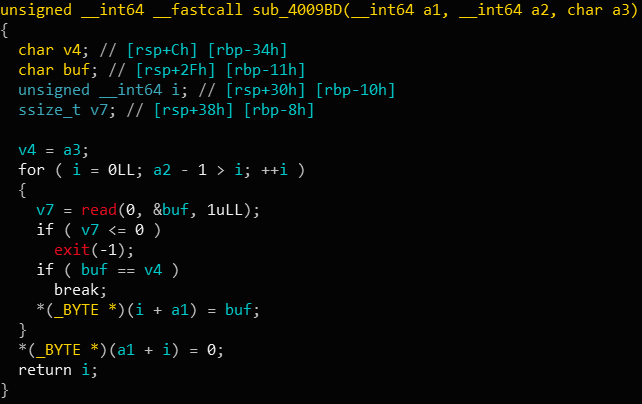 unsigned __int64 __fastcall sub_4009BD(__int64 a1, __int64 a2, char a3)
{
  char v4; // [rsp+Ch] [rbp-34h]
  char buf; // [rsp+2Fh] [rbp-11h]
  unsigned __int64 i; // [rsp+30h] [rbp-10h]
  ssize_t v7; // [rsp+38h] [rbp-8h]

  v4 = a3;
  for ( i = 0LL; a2 - 1 > i; ++i )
  {
    v7 = read(0, &buf, 1uLL);
    if ( v7 <= 0 )
      exit(-1);
    if ( buf == v4 )
      break;
    *(_BYTE *)(i + a1) = buf;
  }
  *(_BYTE *)(a1 + i) = 0;
  return i;
}